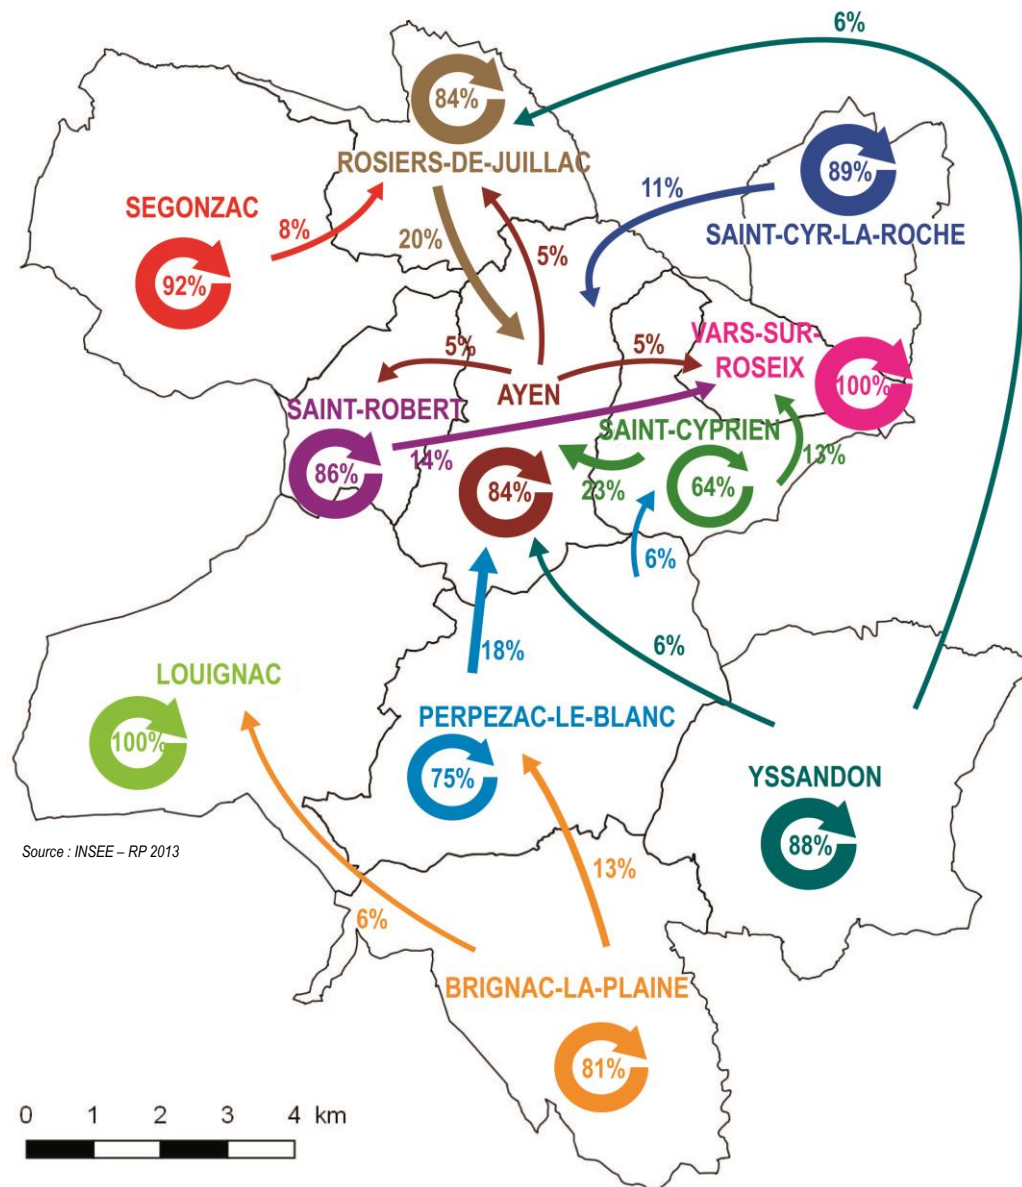 6%
84%
ROSIERS-DE-JUILLAC
89%
11%
SAINT-CYR-LA-ROCHE
SEGONZAC
8%
20%
5%
92%
VARS-SUR-
ROSEIX
100%
5%
5%
AYEN
SAINT-ROBERT
SAINT-CYPRIEN
86%
14%
84%
23%
64%
13%
6%
6%
18%
LOUIGNAC
100%
PERPEZAC-LE-BLANC
75%
YSSANDON
88%
Source : INSEE – RP 2013
13%
6%
BRIGNAC-LA-PLAINE
81%
0 1 2 3 4 km